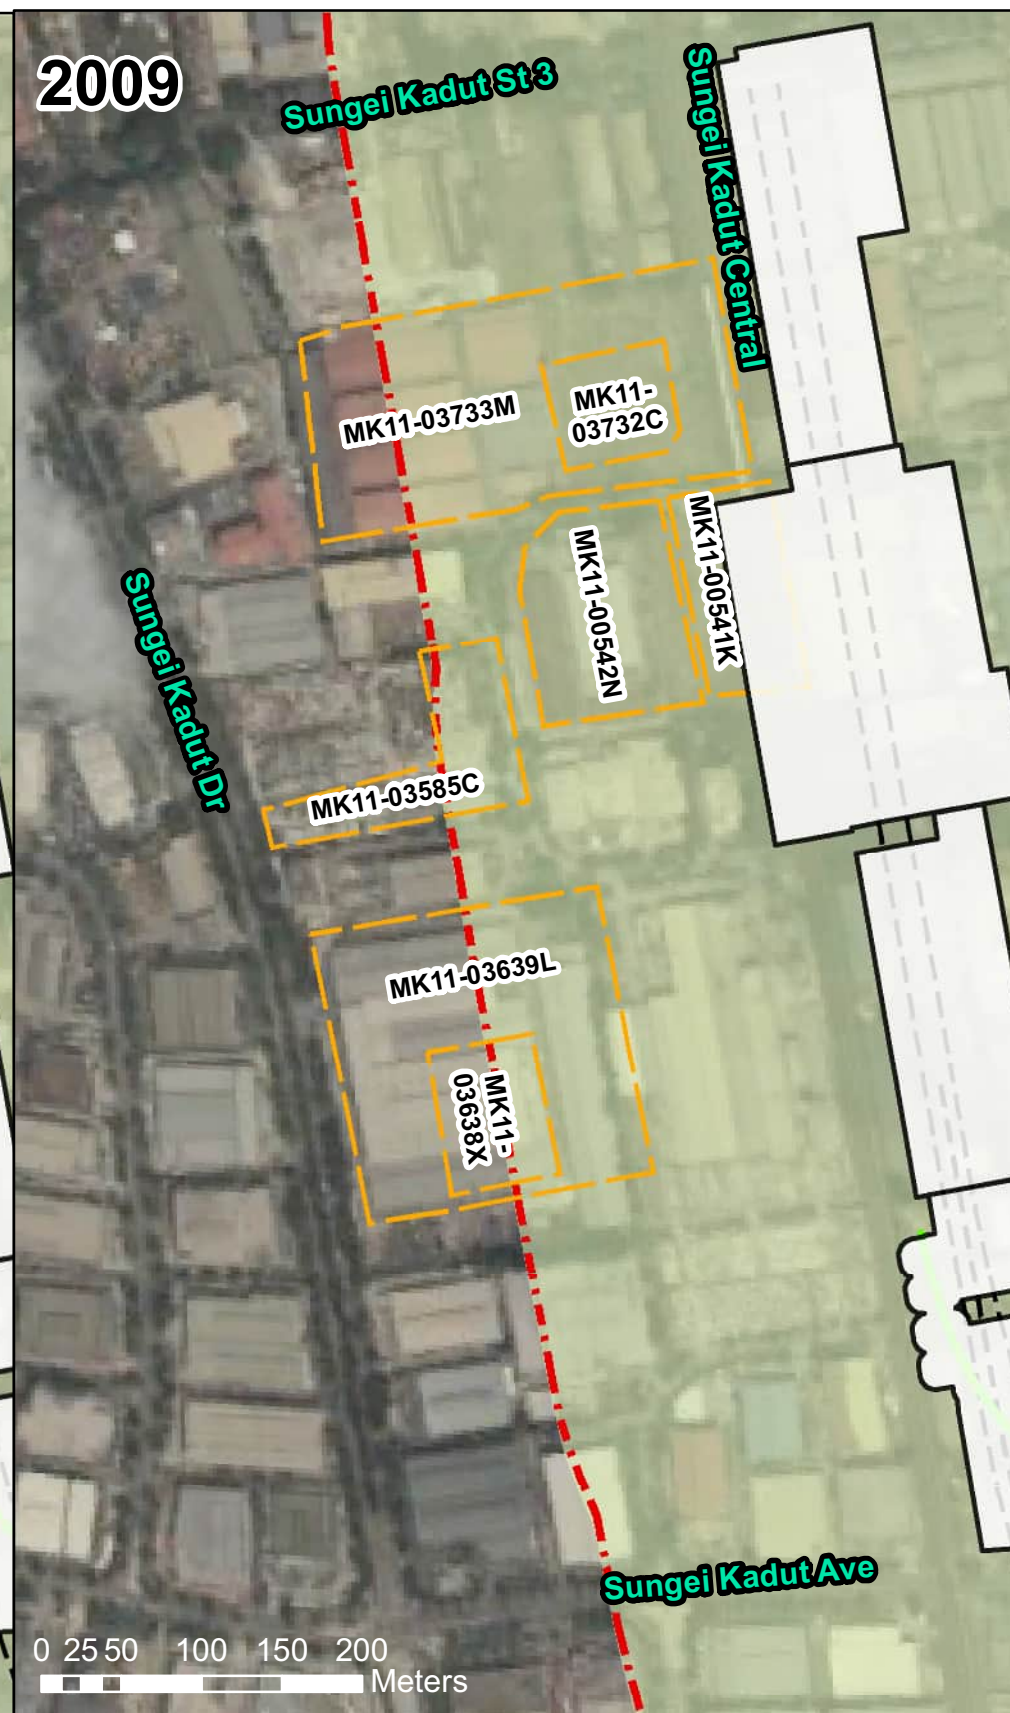 2009
Sungei Kadut St 3
Sungei Kadut Central
MK11-03733M
MK11-
03732C
MK11-00542N
MK11-00541K
Sungei Kadut Dr
MK11-03585C
MK11-03639L
MK11-
03638X
Sungei Kadut Ave
0 25 50 100 150 200
Meters